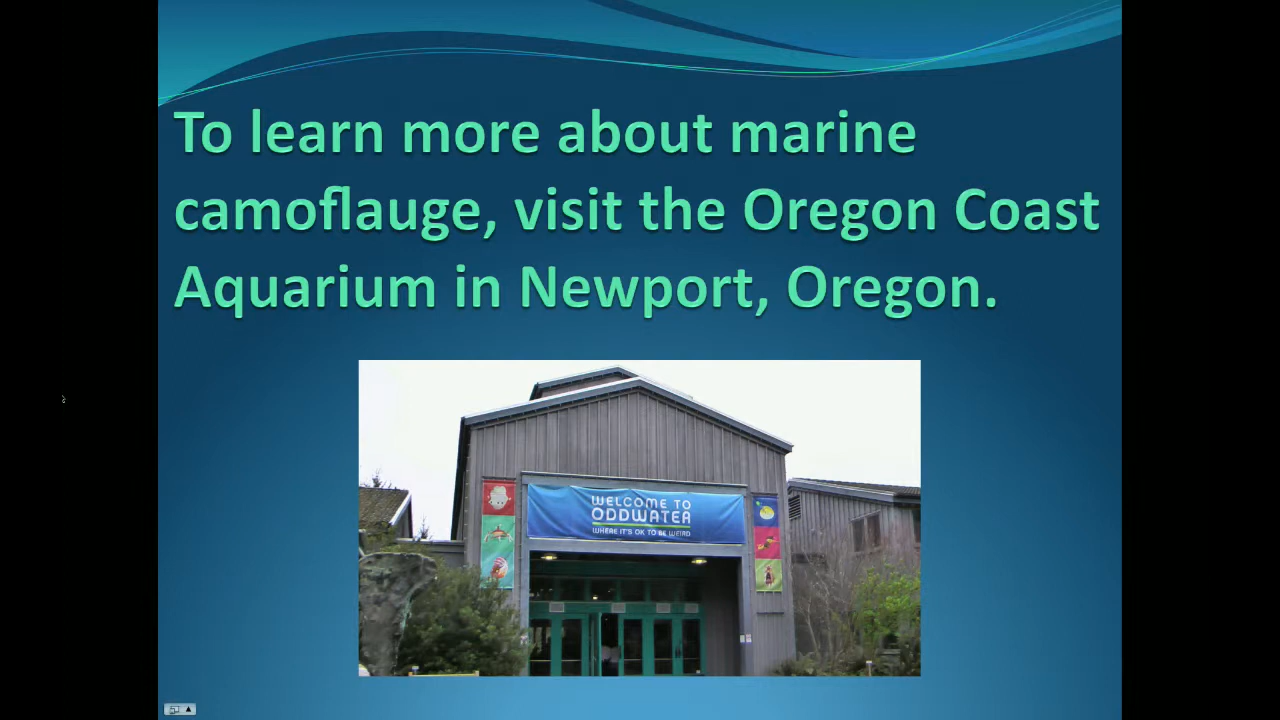 To learn more about marine
camoflauge, visit the Oregon Coast
Aquarium in Newport, Oregon.
WELCOME TO
ODDWATER
WHERE IT'S OK TO BE WEIRD